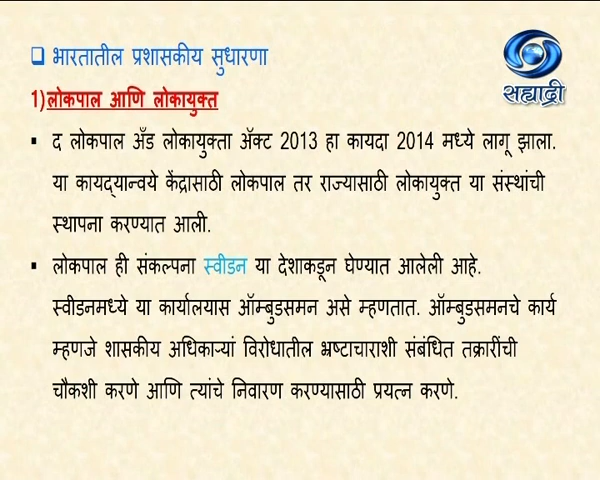 ❑ भारतातील प्रशासकीय सुधारणा
सह्याद्री
1) लोकपाल आणि लोकायुक्त
▪ द लोकपाल अँड लोकायुक्ता ॲक्ट 2013 हा कायदा 2014 मध्ये लागू झाला.
या कायद्यान्वये केंद्रासाठी लोकपाल तर राज्यासाठी लोकायुक्त या संस्थांची
स्थापना करण्यात आली.
▪ लोकपाल ही संकल्पना स्वीडन या देशाकडून घेण्यात आलेली आहे.
स्वीडनमध्ये या कार्यालयास ऑम्बुडसमन असे म्हणतात. ऑम्बुडसमनचे कार्य
म्हणजे शासकीय अधिकाऱ्यां विरोधातील भ्रष्टाचाराशी संबंधित तक्रारींची
चौकशी करणे आणि त्यांचे निवारण करण्यासाठी प्रयत्न करणे.